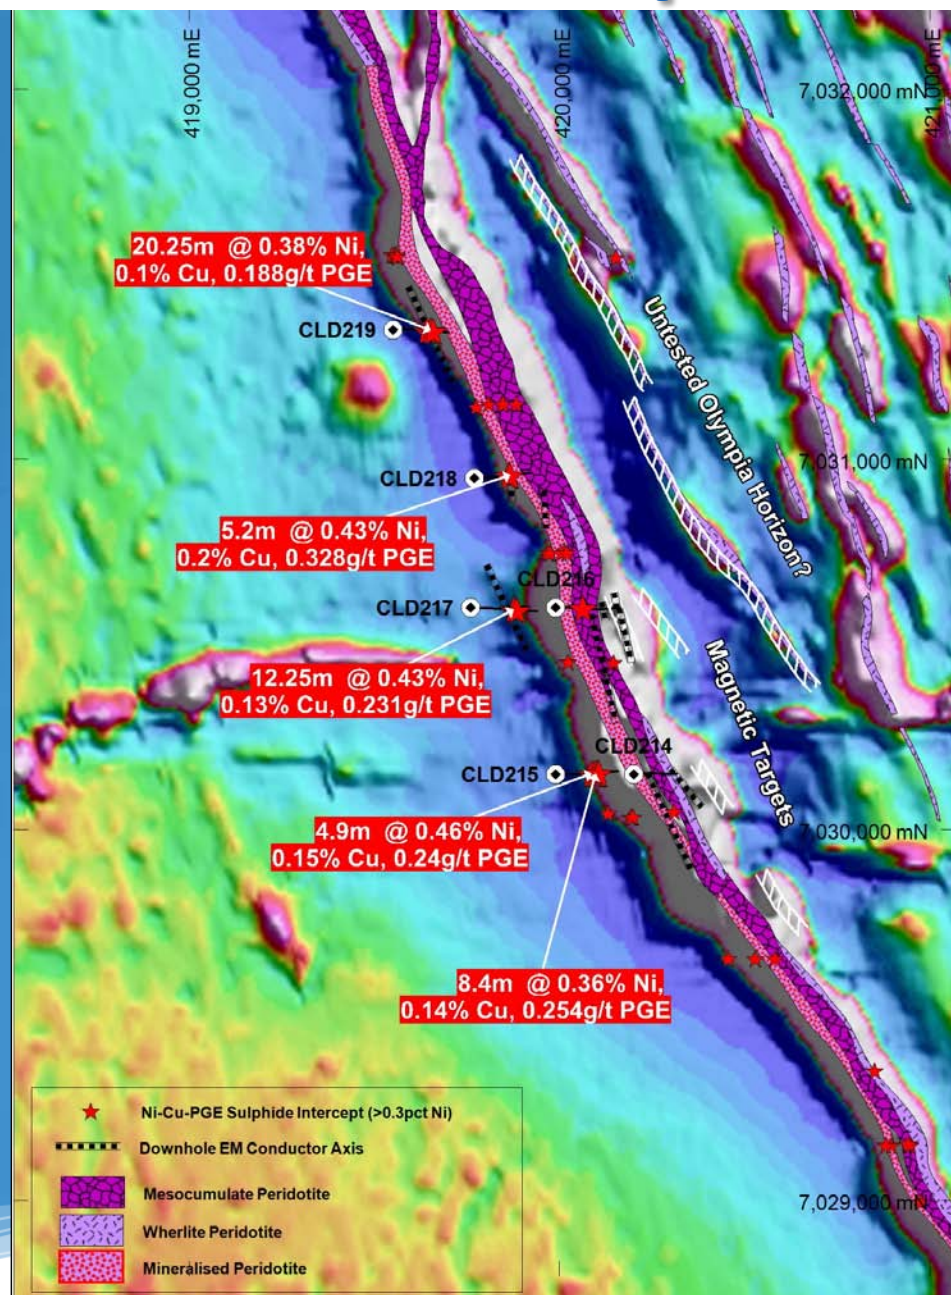 419,000 mE
420,000 mE
421,000 mE
7,032,000 mN
20.25m @ 0.38% Ni,
0.1% Cu, 0.188g/t PGE
CLD219
Untested Olympia Horizon?
7,031,000 mN
CLD218
5.2m @ 0.43% Ni,
0.2% Cu, 0.328g/t PGE
CLD216
CLD217
12.25m @ 0.43% Ni,
0.13% Cu, 0.231g/t PGE
Magnetic Targets
CLD214
CLD215
4.9m @ 0.46% Ni,
0.15% Cu, 0.24g/t PGE
7,030,000 mN
8.4m @ 0.36% Ni,
0.14% Cu, 0.254g/t PGE
Ni-Cu-PGE Sulphide Intercept (>0.3pct Ni)
Downhole EM Conductor Axis
Mesocumulate Peridotite
Wherlite Peridotite
Mineralised Peridotite
7,029,000 mN